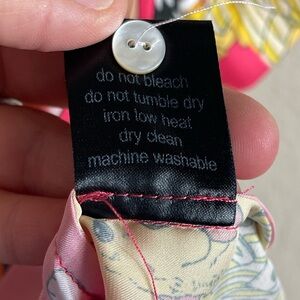 do not bleach
do not tumble dry
iron low heat
dry clean
machine washable